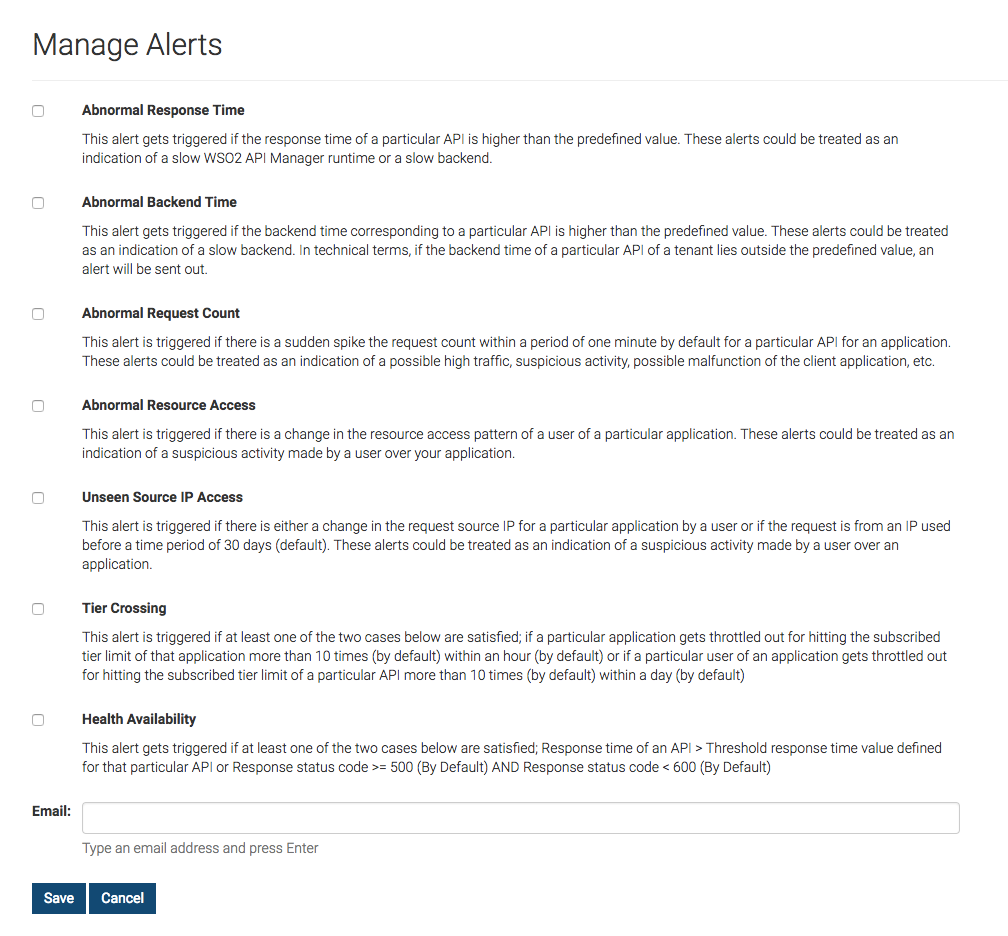 Manage Alerts
Abnormal Response Time
This alert gets triggered if the response time of a particular API is higher than the predefined value. These alerts could be treated as an
indication of a slow WSO2 API Manager runtime or a slow backend.
Abnormal Backend Time
This alert gets triggered if the backend time corresponding to a particular API is higher than the predefined value. These alerts could be treated
as an indication of a slow backend. In technical terms, if the backend time of a particular API of a tenant lies outside the predefined value, an
alert will be sent out.
Abnormal Request Count
This alert is triggered if there is a sudden spike the request count within a period of one minute by default for a particular API for an application.
These alerts could be treated as an indication of a possible high traffic, suspicious activity, possible malfunction of the client application, etc.
Abnormal Resource Access
This alert is triggered if there is a change in the resource access pattern of a user of a particular application. These alerts could be treated as an
indication of a suspicious activity made by a user over your application.
Unseen Source IP Access
This alert is triggered if there is either a change in the request source IP for a particular application by a user or if the request is from an IP used
before a time period of 30 days (default). These alerts could be treated as an indication of a suspicious activity made by a user over an
application.
Tier Crossing
This alert is triggered if at least one of the two cases below are satisfied; if a particular application gets throttled out for hitting the subscribed
tier limit of that application more than 10 times (by default) within an hour (by default) or if a particular user of an application gets throttled out
for hitting the subscribed tier limit of a particular API more than 10 times (by default) within a day (by default)
Health Availability
This alert gets triggered if at least one of the two cases below are satisfied; Response time of an API > Threshold response time value defined
for that particular API or Response status code >= 500 (By Default) AND Response status code < 600 (By Default)
Email:
Type an email address and press Enter
Save Cancel